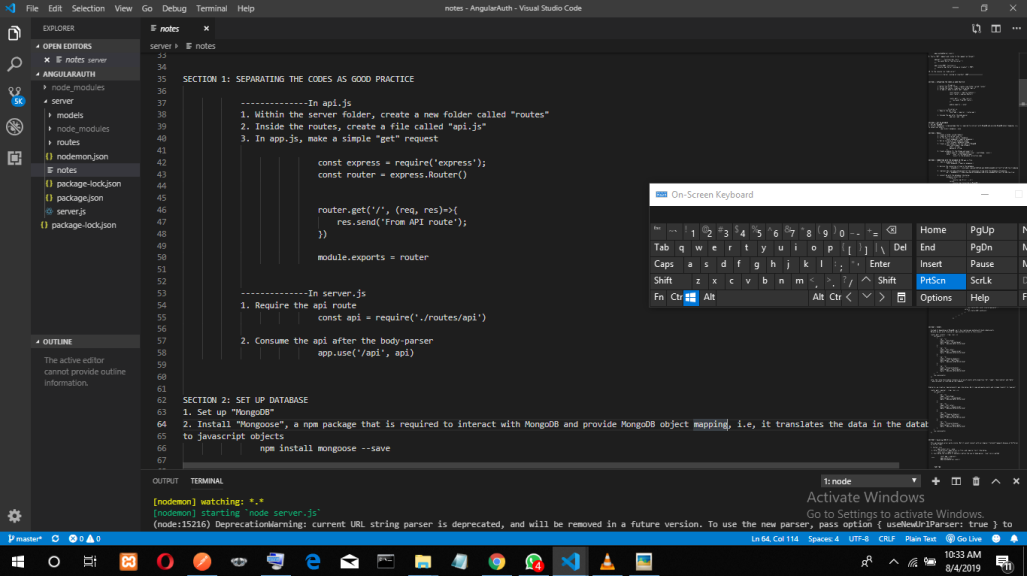 File Edit Selection View Go Debug Terminal Help
notes - AngularAuth - Visual Studio Code
EXPLORER
OPEN EDITORS
notes server
ANGULARAUTH
node_modules
server
models
node_modules
routes
nodemon.json
notes
package-lock.json
package.json
server.js
package-lock.json
OUTLINE
The active editor
cannot provide outline
information.
5K
notes
server notes
33
34
35 SECTION 1: SEPARATING THE CODES AS GOOD PRACTICE
36
37 --------------In api.js
38 1. Within the server folder, create a new folder called "routes"
39 2. Inside the routes, create a file called "api.js"
40 3. In app.js, make a simple "get" request
41
42 const express = require('express');
43 const router = express.Router()
44
45
46 router.get('/', (req, res)=>{
47 res.send('From API route');
48 })
49
50 module.exports = router
51
52
53 --------------In server.js
54 1. Require the api route
55 const api = require('./routes/api')
56
57 2. Consume the api after the body-parser
58 app.use('/api', api)
59
60
61
62 SECTION 2: SET UP DATABASE
63 1. Set up "MongoDB"
64 2. Install "Mongoose", a npm package that is required to interact with MongoDB and provide MongoDB object mapping, i.e, it translates the data in the datab
65 to javascript objects
66 npm install mongoose --save
67
On-Screen Keyboard
Esc ~ ` ! 1 @ 2 # 3 $ 4 % 5 ^ 6 & 7 * 8 ( 9 ) 0 _ - + = Home PgUp
Tab q w e r t y u i o p { [ } ] | \ Del End PgDn
Caps a s d f g h j k l : ; " ' Enter Insert Pause
Shift z x c v b n m < , > . ? / Shift PrtScn ScrLk
Fn Ctr Alt Alt Ctr Options Help
OUTPUT TERMINAL
1: node
[nodemon] watching: *.*
[nodemon] starting `node server.js`
(node:15216) DeprecationWarning: current URL string parser is deprecated, and will be removed in a future version. To use the new parser, pass option { useNewUrlParser: true } to
Activate Windows
Go to Settings to activate Windows.
master* 0 0
Ln 64, Col 114 Spaces: 4 UTF-8 CRLF Plain Text Go Live
4
10:33 AM
8/4/2019
11